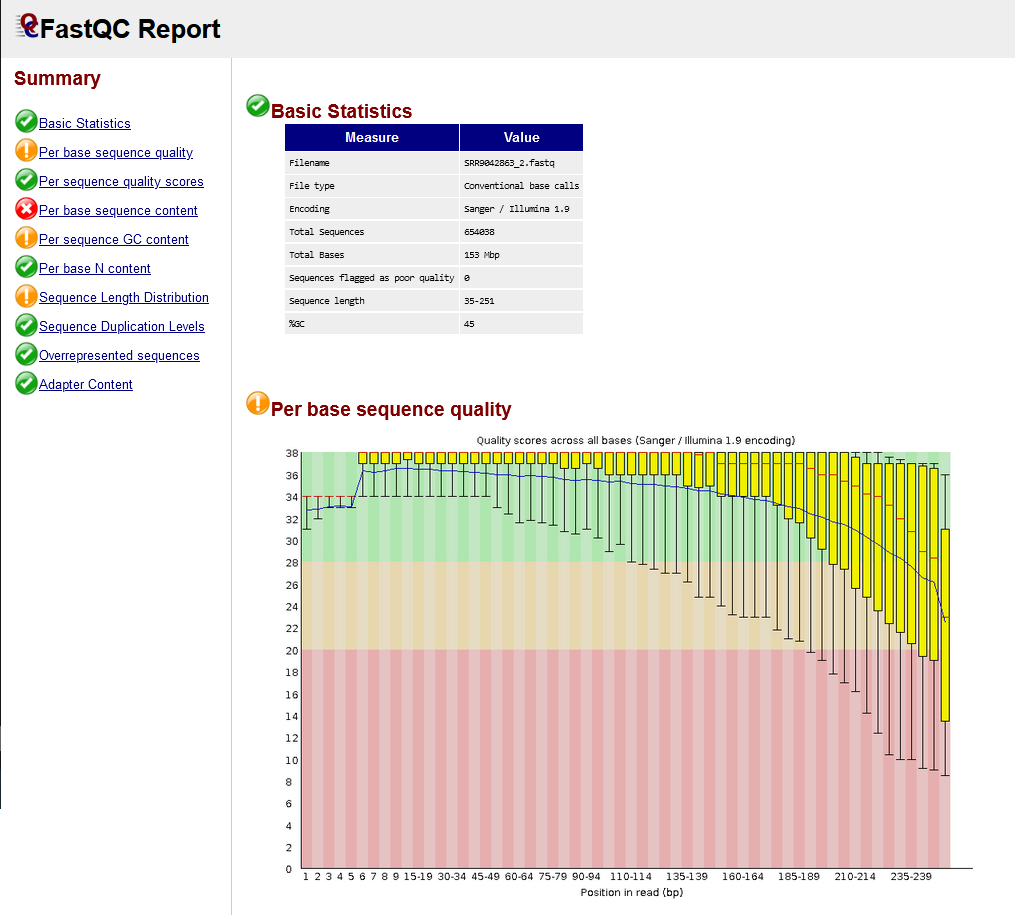 FastQC Report
Summary
Basic Statistics
Per base sequence quality
Per sequence quality scores
Per base sequence content
Per sequence GC content
Per base N content
Sequence Length Distribution
Sequence Duplication Levels
Overrepresented sequences
Adapter Content
Basic Statistics
Measure Value
Filename SRR9042863_2.fastq
File type Conventional base calls
Encoding Sanger / Illumina 1.9
Total Sequences 654038
Total Bases 153 Mbp
Sequences flagged as poor quality 0
Sequence length 35-251
%GC 45
Per base sequence quality
Quality scores across all bases (Sanger / Illumina 1.9 encoding)
38
36
34
32
30
28
26
24
22
20
18
16
14
12
10
8
6
4
2
0
1 2 3 4 5 6 7 8 9 15-19 30-34 45-49 60-64 75-79 90-94 110-114 135-139 160-164 185-189 210-214 235-239
Position in read (bp)